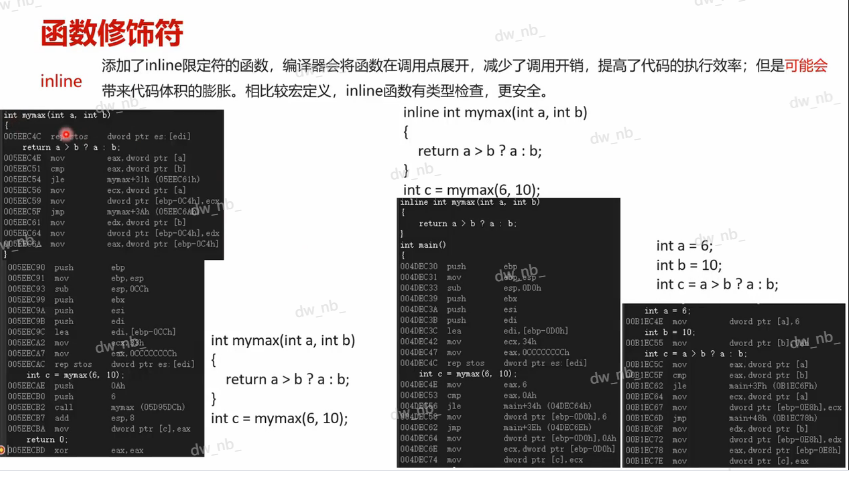 函数修饰符
inline
添加了inline限定符的函数，编译器会将函数在调用点展开，减少了调用开销，提高了代码的执行效率；但是可能会
带来代码体积的膨胀。相比较宏定义，inline函数有类型检查，更安全。
int mymax(int a, int b)
{
005EEC4C rep stos dword ptr es:[edi]
return a > b ? a : b;
005EEC4E mov eax,dword ptr [a]
005EEC51 cmp eax,dword ptr [b]
005EEC54 jle mymax+31h (05EEC61h)
005EEC56 mov ecx,dword ptr [a]
005EEC59 mov dword ptr [ebp-0C4h],ecx
005EEC5F jmp mymax+3Ah (05EEC6Ah)
005EEC61 mov edx,dword ptr [b]
005EEC64 mov dword ptr [ebp-0C4h],edx
005EEC6A mov eax,dword ptr [ebp-0C4h]
}
005EEC90 push ebp
005EEC91 mov ebp,esp
005EEC93 sub esp,0CCh
005EEC99 push ebx
005EEC9A push esi
005EEC9B push edi
005EEC9C lea edi,[ebp-0CCh]
005EECA2 mov
005EECA7 mov eax,0CCCCCCCCh
005EECAC rep stos dword ptr es:[edi]
int c = mymax(6, 10);
005EECAE push 0Ah
005EECB0 push 6
005EECB2 call mymax (05D95DCh)
005EECB7 add esp,8
005EECBA mov dword ptr [c],eax
return 0;
005EECBD xor eax,eax
int mymax(int a, int b)
{
return a > b ? a : b;
}
int c = mymax(6, 10);
inline int mymax(int a, int b)
{
return a > b ? a : b;
}
int c = mymax(6, 10);
inline int mymax(int a, int b)
{
return a > b ? a : b;
}
int main()
{
004DEC30 push ebp
004DEC31 mov ebp,esp
004DEC33 sub esp,0D0h
004DEC39 push ebx
004DEC3A push esi
004DEC3B push edi
004DEC3C lea edi,[ebp-0D0h]
004DEC42 mov ecx,34h
004DEC47 mov eax,0CCCCCCCCh
004DEC4C rep stos dword ptr es:[edi]
int c = mymax(6, 10);
004DEC4E mov eax,6
004DEC53 cmp eax,0Ah
004DEC56 jle main+34h (04DEC64h)
004DEC58 mov dword ptr [ebp-0D0h],6
004DEC62 jmp main+3Eh (04DEC6Eh)
004DEC64 mov dword ptr [ebp-0D0h],0Ah
004DEC6E mov ecx,dword ptr [ebp-0D0h]
004DEC74 mov dword ptr [c],ecx
int a = 6;
int b = 10;
int c = a > b ? a : b;
int a = 6;
00B1EC4E mov dword ptr [a],6
int b = 10;
00B1EC55 mov dword ptr [b],0Ah
int c = a > b ? a : b;
00B1EC5C mov eax,dword ptr [a]
00B1EC5F cmp eax,dword ptr [b]
00B1EC62 jle main+3Fh (0B1EC6Fh)
00B1EC64 mov ecx,dword ptr [a]
00B1EC67 mov dword ptr [ebp-0E8h],ecx
00B1EC6D jmp main+48h (0B1EC78h)
00B1EC6F mov edx,dword ptr [b]
00B1EC72 mov dword ptr [ebp-0E8h],edx
00B1EC78 mov eax,dword ptr [ebp-0E8h]
00B1EC7E mov dword ptr [c],eax
dw_nb_